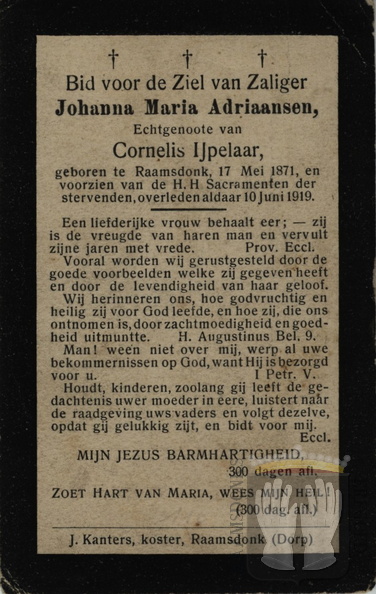 † † †
Bid voor de Ziel van Zaliger
Johanna Maria Adriaansen,
Echtgenoote van
Cornelis IJpelaar,
geboren te Raamsdonk, 17 Mei 1871, en
voorzien van de H. H. Sacramenten der
stervenden, overleden aldaar 10 Juni 1919.
Een liefderijke vrouw behaalt eer; — zij
is de vreugde van haren man en vervult
zijne jaren met vrede. Prov. Eccl.
Vooral worden wij gerustgesteld door de
goede voorbeelden welke zij gegeven heeft
en door de levendigheid van haar geloof.
Wij herinneren ons, hoe godvruchtig en
heilig zij voor God leefde, en hoe zij, die ons
ontnomen is, door zachtmoedigheid en goed-
heid uitmuntte. H. Augustinus Bel. 9.
Man! ween niet over mij, werp al uwe
bekommernissen op God, want Hij is bezorgd
voor u. I Petr. V.
Houdt, kinderen, zoolang gij leeft de ge-
dachtenis uwer moeder in eere, luistert naar
de raadgeving uws vaders en volgt dezelve,
opdat gij gelukkig zijt, en bidt voor mij.
Eccl.
MIJN JEZUS BARMHARTIGHEID,
300 dagen afl.
ZOET HART VAN MARIA, WEES MIJN HEIL!
(300 dag. afl.)
J. Kanters, koster, Raamsdonk (Dorp)